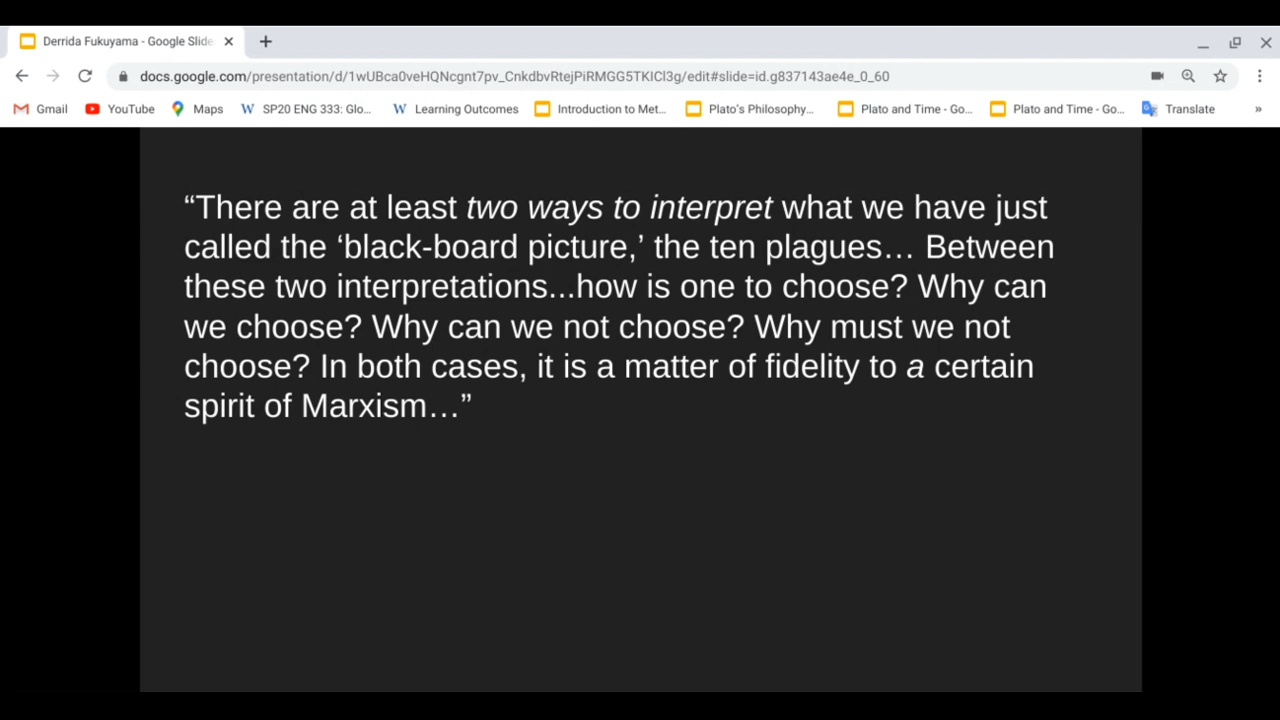 Derrida Fukuyama - Google Slide
docs.google.com/presentation/d/1wUBca0veHQNcgnt7pv_CnkdbvRtejPiRMGG5TKICl3g/edit#slide=id.g837143ae4e_0_60
Gmail YouTube Maps SP20 ENG 333: Glo... Learning Outcomes Introduction to Met... Plato's Philosophy... Plato and Time - Go... Plato and Time - Go... Translate »
“There are at least two ways to interpret what we have just
called the ‘black-board picture,’ the ten plagues… Between
these two interpretations...how is one to choose? Why can
we choose? Why can we not choose? Why must we not
choose? In both cases, it is a matter of fidelity to a certain
spirit of Marxism…”